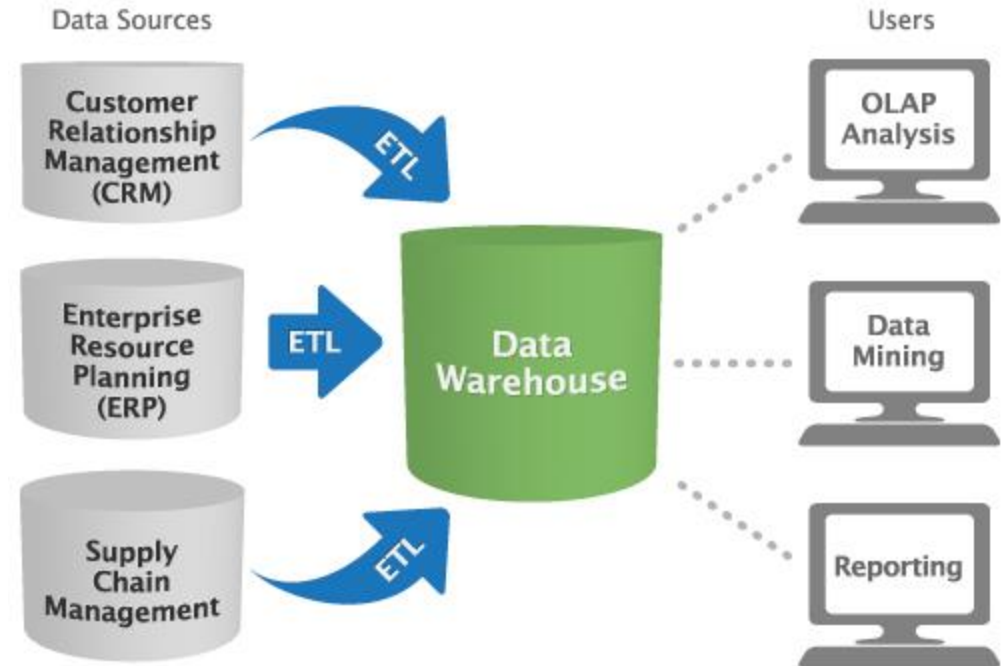 Data Sources
Users
Customer
Relationship
Management
(CRM)
ETL
OLAP
Analysis
Enterprise
Resource
Planning
(ERP)
ETL
Data
Warehouse
Data
Mining
Supply
Chain
Management
ETL
Reporting